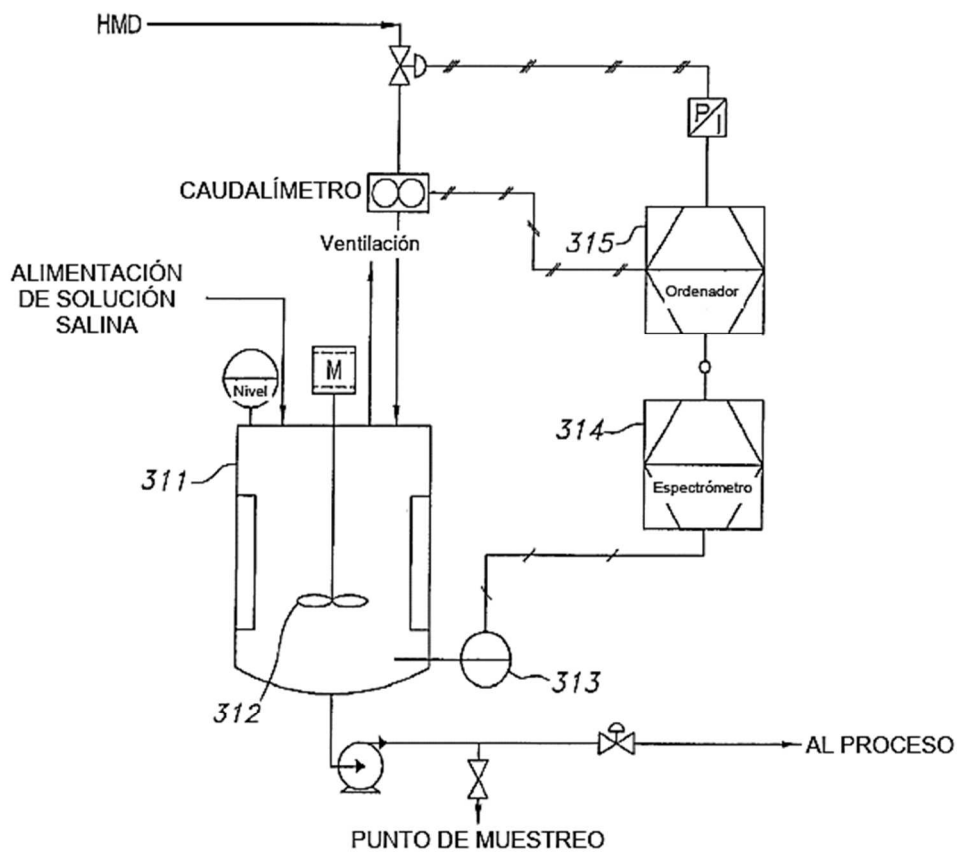 HMD
P/I
CAUDALÍMETRO
315
Ventilación
Ordenador
ALIMENTACIÓN
DE SOLUCIÓN
SALINA
M
Nivel
314
311
Espectrómetro
312
313
AL PROCESO
PUNTO DE MUESTREO